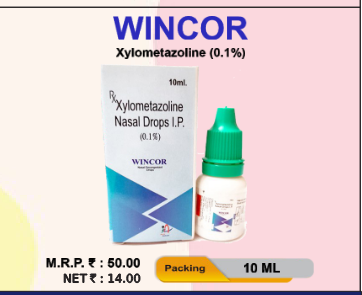 WINCOR
Xylometazoline (0.1%)
10ml.
Rx
Xylometazoline
Nasal Drops I.P.
(0.1%)
WINCOR
M.R.P. ₹ : 50.00
NET ₹ : 14.00
Packing
10 ML